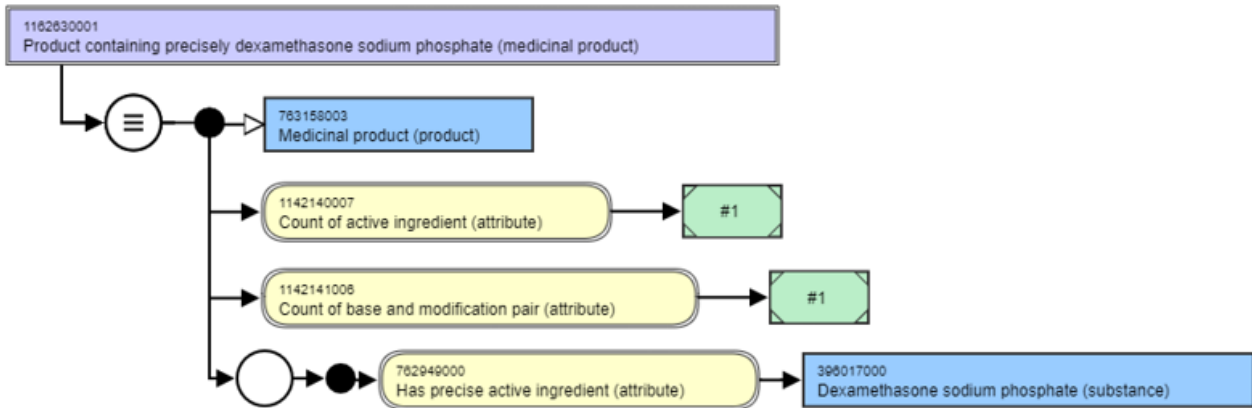 1162630001
Product containing precisely dexamethasone sodium phosphate (medicinal product)
763158003
Medicinal product (product)
1142140007
Count of active ingredient (attribute)
#1
1142141006
Count of base and modification pair (attribute)
#1
762949000
Has precise active ingredient (attribute)
396017000
Dexamethasone sodium phosphate (substance)